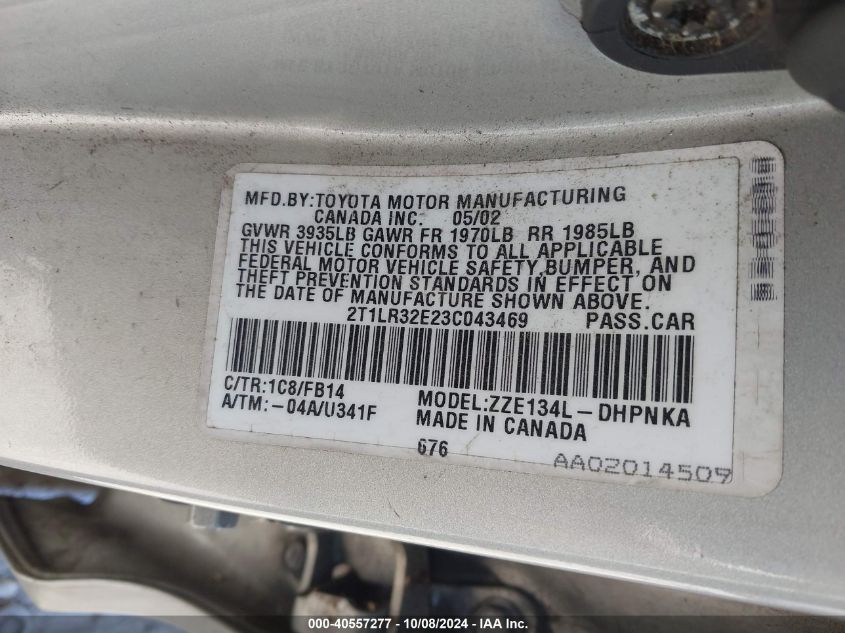 MFD.BY:TOYOTA MOTOR MANUFACTURING
CANADA INC. 05/02
GVWR 3935LB GAWR FR 1970LB RR 1985LB
THIS VEHICLE CONFORMS TO ALL APPLICABLE
FEDERAL MOTOR VEHICLE SAFETY,BUMPER, AND
THEFT PREVENTION STANDARDS IN EFFECT ON
THE DATE OF MANUFACTURE SHOWN ABOVE.
2T1LR32E23C043469 PASS.CAR
C/TR:1C8/FB14
A/TM:-04A/U341F
MODEL:ZZE134L-DHPNKA
MADE IN CANADA
676
AA02014509
000-40557277 - 10/08/2024 - IAA Inc.